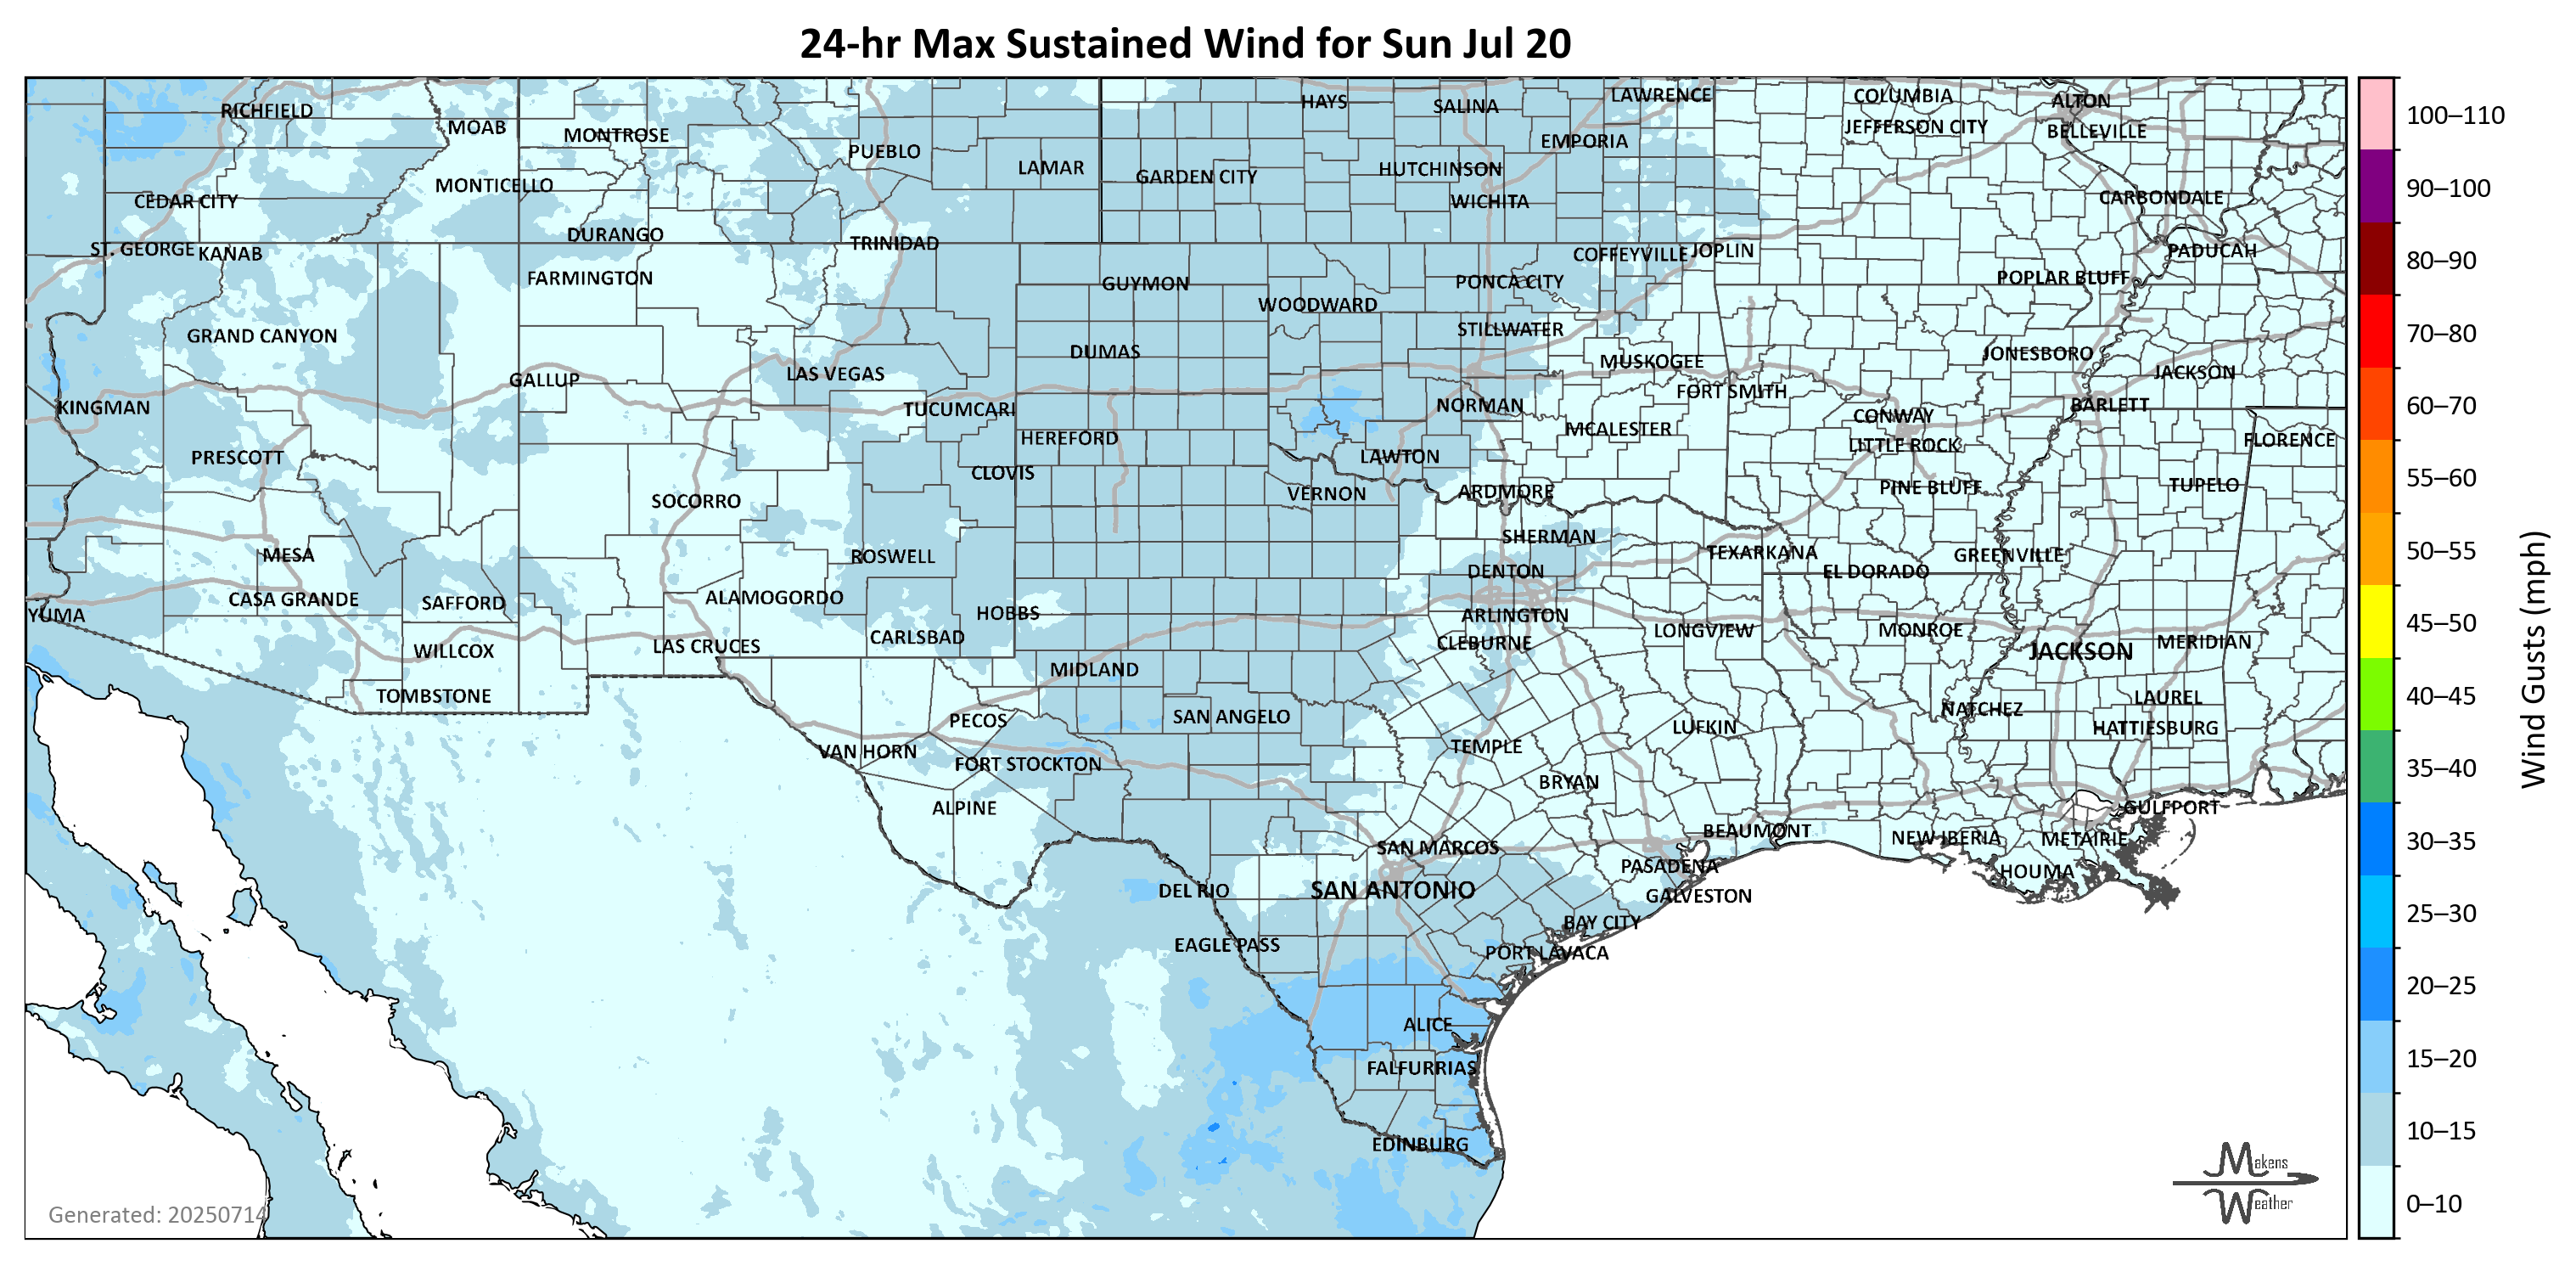 24-hr Max Sustained Wind for Sun Jul 20
RICHFIELD
MOAB
MONTROSE
PUEBLO
LAMAR
HAYS
SALINA
LAWRENCE
COLUMBIA
ALTON
GARDEN CITY
HUTCHINSON
EMPORIA
JEFFERSON CITY
BELLEVILLE
CEDAR CITY
MONTICELLO
WICHITA
CARBONDALE
ST. GEORGE
KANAB
DURANGO
TRINIDAD
COFFEYVILLE
JOPLIN
PADUCAH
FARMINGTON
GUYMON
WOODWARD
PONCA CITY
POPLAR BLUFF
GRAND CANYON
DUMAS
STILLWATER
MUSKOGEE
JONESBORO
GALLUP
LAS VEGAS
FORT SMITH
JACKSON
KINGMAN
TUCUMCARI
NORMAN
CONWAY
BARLETT
PRESCOTT
HEREFORD
MCALESTER
LITTLE ROCK
FLORENCE
CLOVIS
LAWTON
SOCORRO
VERNON
ARDMORE
PINE BLUFF
TUPELO
MESA
ROSWELL
SHERMAN
TEXARKANA
GREENVILLE
DENTON
EL DORADO
YUMA
CASA GRANDE
SAFFORD
ALAMOGORDO
HOBBS
ARLINGTON
WILLCOX
LAS CRUCES
CARLSBAD
CLEBURNE
LONGVIEW
MONROE
JACKSON
MERIDIAN
TOMBSTONE
MIDLAND
PECOS
SAN ANGELO
LUFKIN
NATCHEZ
LAUREL
HATTIESBURG
VAN HORN
FORT STOCKTON
TEMPLE
ALPINE
BRYAN
GULFPORT
SAN MARCOS
BEAUMONT
NEW IBERIA
METAIRIE
DEL RIO
SAN ANTONIO
PASADENA
HOUMA
GALVESTON
EAGLE PASS
BAY CITY
PORT LAVACA
ALICE
FALFURRIAS
EDINBURG
Generated: 20250714
Makens
Weather
100–110
90–100
80–90
70–80
60–70
55–60
50–55
45–50
40–45
35–40
30–35
25–30
20–25
15–20
10–15
0–10
Wind Gusts (mph)